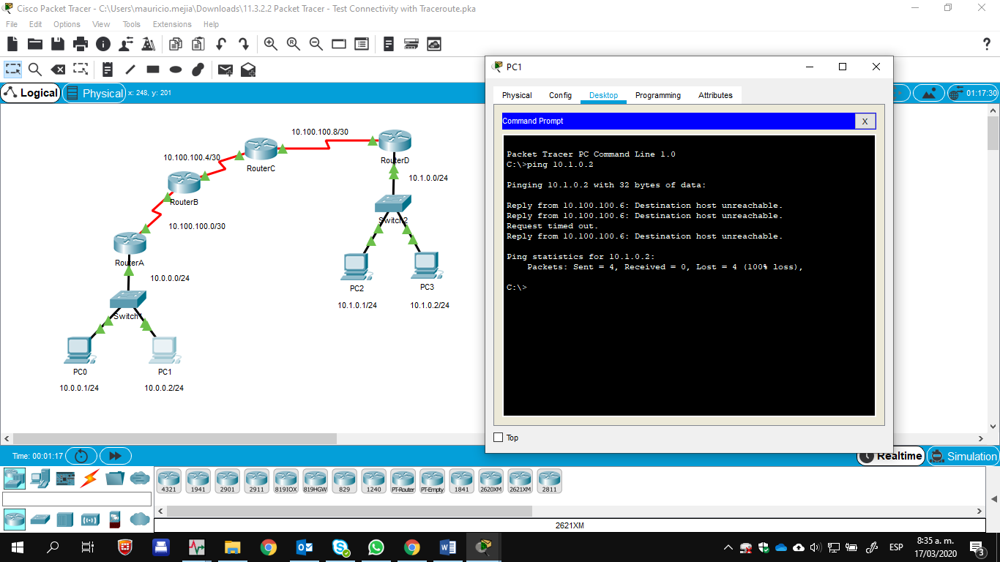 Cisco Packet Tracer - C:\Users\mauricio.mejia\Downloads\11.3.2.2 Packet Tracer - Test Connectivity with Traceroute.pka
File Edit Options View Tools Extensions Help
?
Logical
Physical
x: 248, y: 201
01:17:30
10.100.100.8/30
RouterD
10.100.100.4/30
RouterC
10.1.0.0/24
RouterB
Switch2
10.100.100.0/30
RouterA
10.0.0.0/24
PC2
PC3
10.1.0.1/24
10.1.0.2/24
Switch1
PC0
PC1
10.0.0.1/24
10.0.0.2/24
PC1
Physical Config Desktop Programming Attributes
Command Prompt
X
Packet Tracer PC Command Line 1.0
C:\>ping 10.1.0.2
Pinging 10.1.0.2 with 32 bytes of data:
Reply from 10.100.100.6: Destination host unreachable.
Reply from 10.100.100.6: Destination host unreachable.
Request timed out.
Reply from 10.100.100.6: Destination host unreachable.
Ping statistics for 10.1.0.2:
Packets: Sent = 4, Received = 0, Lost = 4 (100% loss),
C:\>
Top
Time: 00:01:17
Realtime
Simulation
4321 1941 2901 2911 819IOX 819HGW 829 1240 PT-Router PT-Empty 1841 2620XM 2621XM 2811
2621XM
ESP
8:35 a. m.
17/03/2020
3